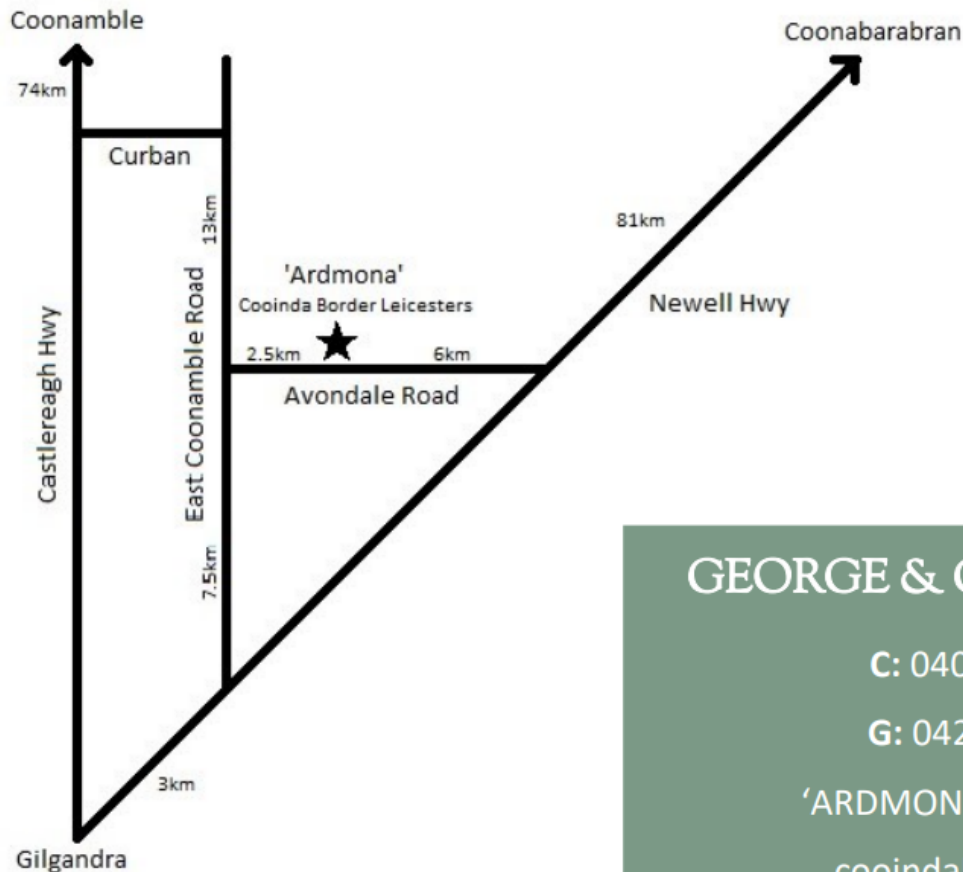 Coonamble
Coonabarabran
74km
Curban
13km
81km
'Ardmona'
Cooinda Border Leicesters
Newell Hwy
East Coonamble Road
Castlereagh Hwy
2.5km
6km
Avondale Road
7.5km
GEORGE &
C: 040
G: 042
3km
Gilgandra